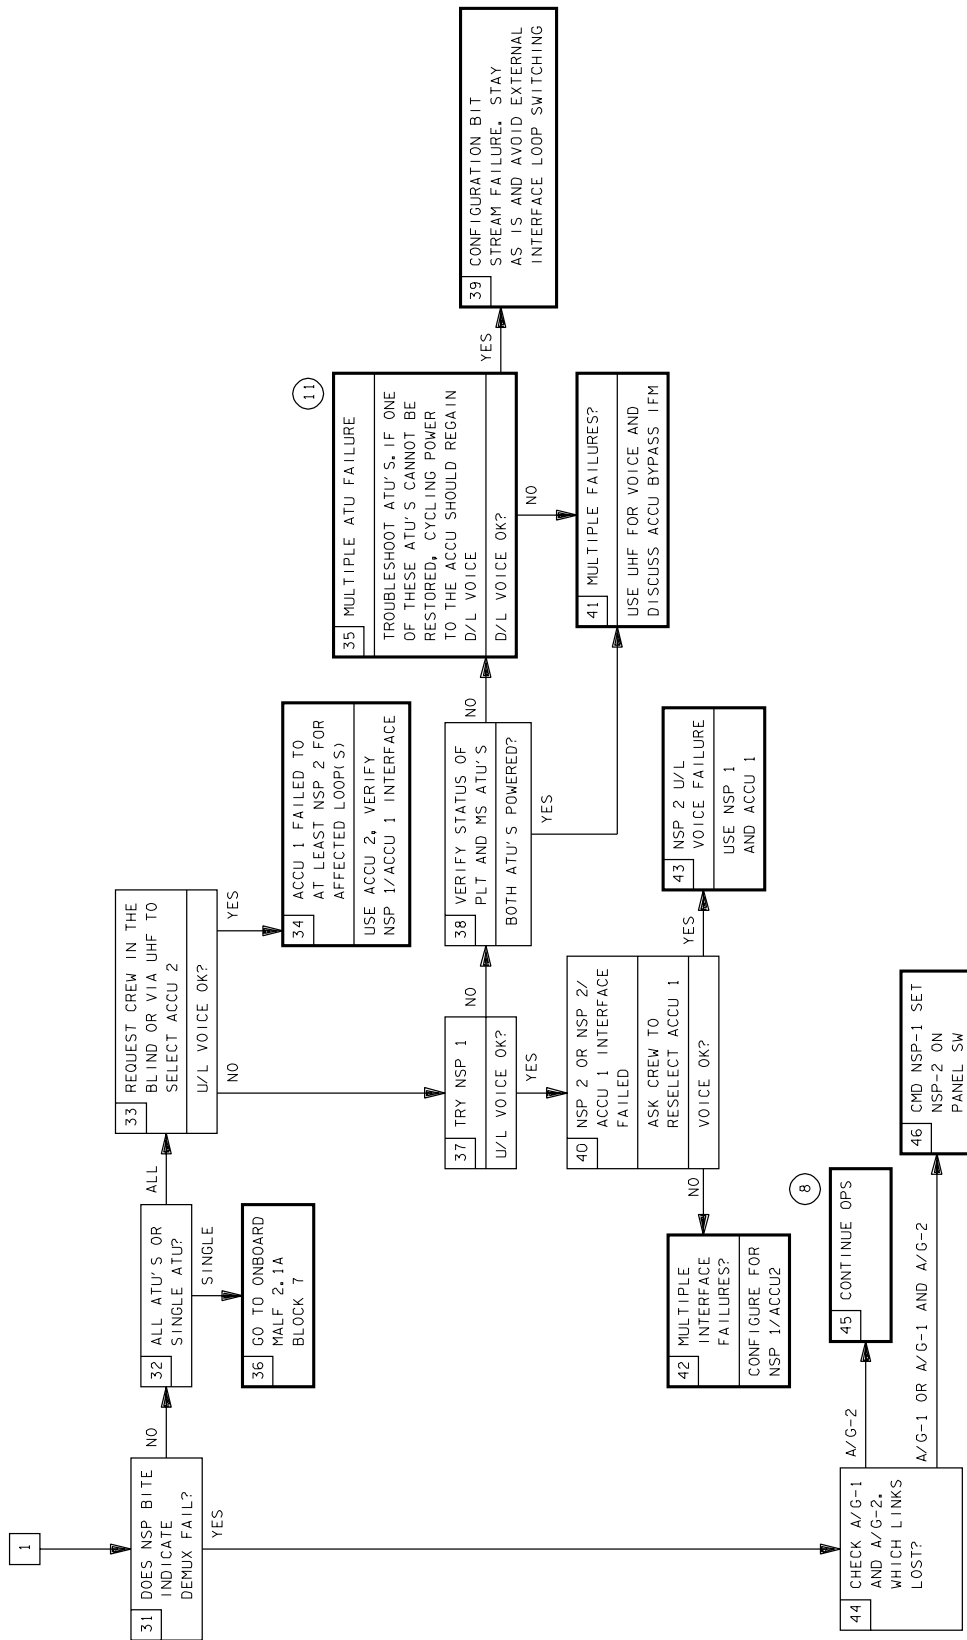 1
31 DOES NSP BITE
INDICATE
DEMUX FAIL?
NO
YES
32 ALL ATU'S OR
SINGLE ATU?
ALL
SINGLE
33 REQUEST CREW IN THE
BLIND OR VIA UHF TO
SELECT ACCU 2
U/L VOICE OK?
YES
NO
34 ACCU 1 FAILED TO
AT LEAST NSP 2 FOR
AFFECTED LOOP(S)
USE ACCU 2, VERIFY
NSP 1/ACCU 1 INTERFACE
11
35 MULTIPLE ATU FAILURE
TROUBLESHOOT ATU'S. IF ONE
OF THESE ATU'S CANNOT BE
RESTORED, CYCLING POWER
TO THE ACCU SHOULD REGAIN
D/L VOICE
D/L VOICE OK?
YES
NO
36 GO TO ONBOARD
MALF 2.1A
BLOCK 7
37 TRY NSP 1
U/L VOICE OK?
NO
YES
38 VERIFY STATUS OF
PLT AND MS ATU'S
BOTH ATU'S POWERED?
NO
YES
39 CONFIGURATION BIT
STREAM FAILURE. STAY
AS IS AND AVOID EXTERNAL
INTERFACE LOOP SWITCHING
40 NSP 2 OR NSP 2/
ACCU 1 INTERFACE
FAILED
ASK CREW TO
RESELECT ACCU 1
VOICE OK?
NO
YES
41 MULTIPLE FAILURES?
USE UHF FOR VOICE AND
DISCUSS ACCU BYPASS IFM
42 MULTIPLE
INTERFACE
FAILURES?
CONFIGURE FOR
NSP 1/ACCU2
43 NSP 2 U/L
VOICE FAILURE
USE NSP 1
AND ACCU 1
44 CHECK A/G-1
AND A/G-2.
WHICH LINKS
LOST?
A/G-2
A/G-1 OR A/G-1 AND A/G-2
8
45 CONTINUE OPS
46 CMD NSP-1 SET
NSP-2 ON
PANEL SW